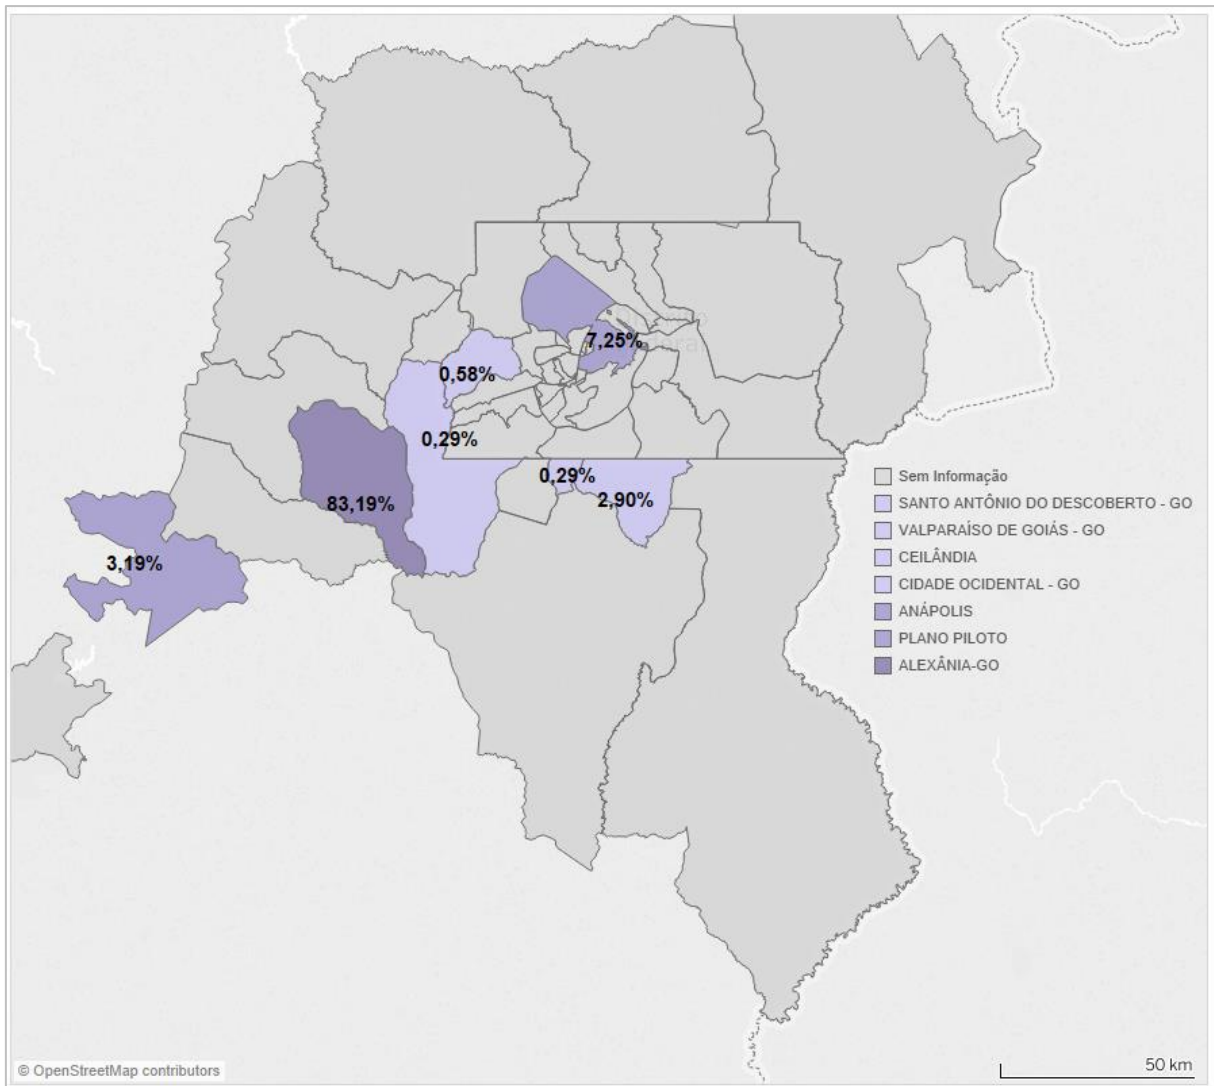 Distrito
Federal
7,25%
0,58%
0,29%
0,29%
2,90%
83,19%
3,19%
Sem Informação
SANTO ANTÔNIO DO DESCOBERTO - GO
VALPARAÍSO DE GOIÁS - GO
CEILÂNDIA
CIDADE OCIDENTAL - GO
ANÁPOLIS
PLANO PILOTO
ALEXÂNIA-GO
© OpenStreetMap contributors
50 km